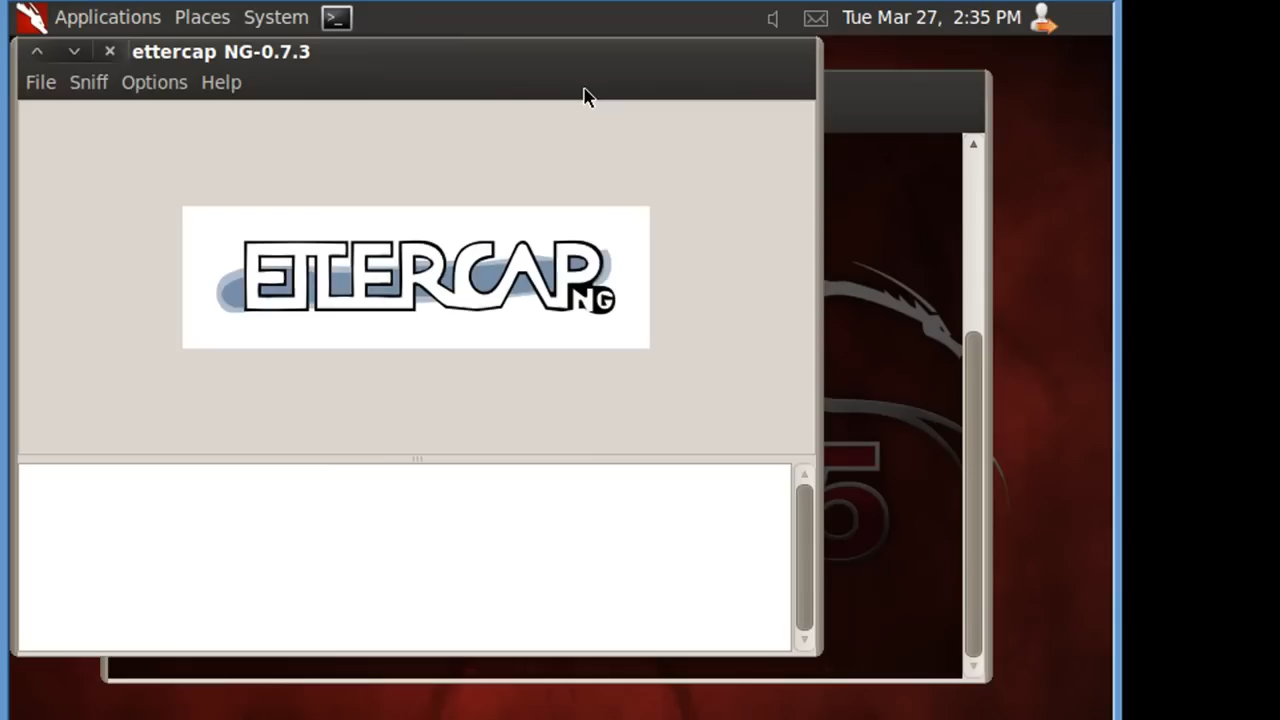 Applications Places System Tue Mar 27, 2:35 PM
ettercap NG-0.7.3
File Sniff Options Help
ETTERCAP
NG
5